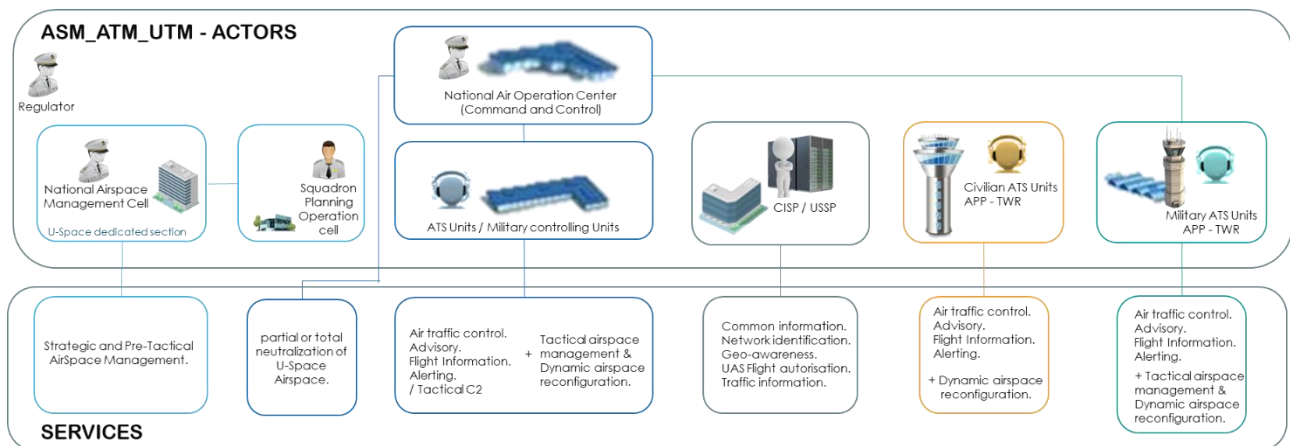 ASM_ATM_UTM - ACTORS
Regulator
National Air Operation Center
(Command and Control)
National Airspace
Management Cell
U-Space dedicated section
Squadron
Planning
Operation
cell
ATS Units / Military controlling Units
CISP / USSP
Civilian ATS Units
APP - TWR
Military ATS Units
APP - TWR
Strategic and Pre-Tactical
AirSpace Management.
partial or total
neutralization of
U-Space
Airspace.
Air traffic control.
Advisory.
Flight Information.
Alerting.
/ Tactical C2
+
Tactical airspace
management &
Dynamic airspace
reconfiguration.
Common information.
Network identification.
Geo-awareness.
UAS Flight autorisation.
Traffic information.
Air traffic control.
Advisory.
Flight Information.
Alerting.
+ Dynamic airspace
reconfiguration.
Air traffic control.
Advisory.
Flight Information.
Alerting.
+ Tactical airspace
management &
Dynamic airspace
reconfiguration.
SERVICES